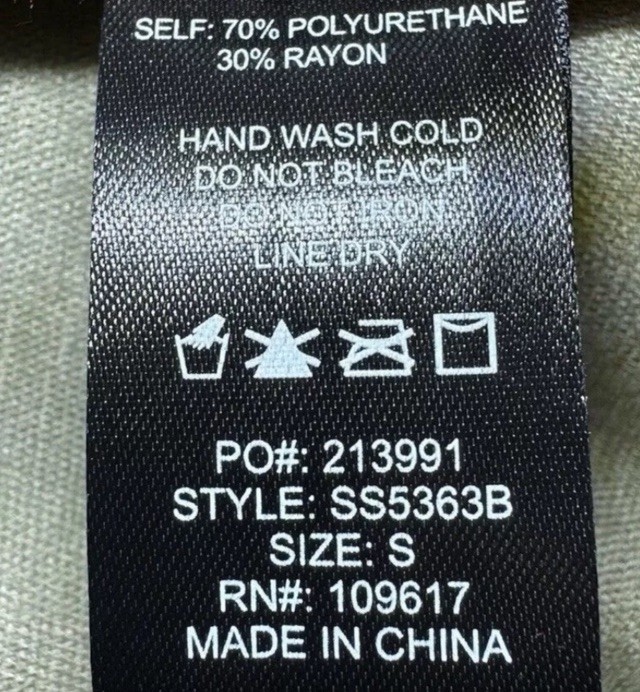 SELF: 70% POLYURETHANE
30% RAYON
HAND WASH COLD
DO NOT BLEACH
DO NOT IRON
LINE DRY
PO#: 213991
STYLE: SS5363B
SIZE: S
RN#: 109617
MADE IN CHINA